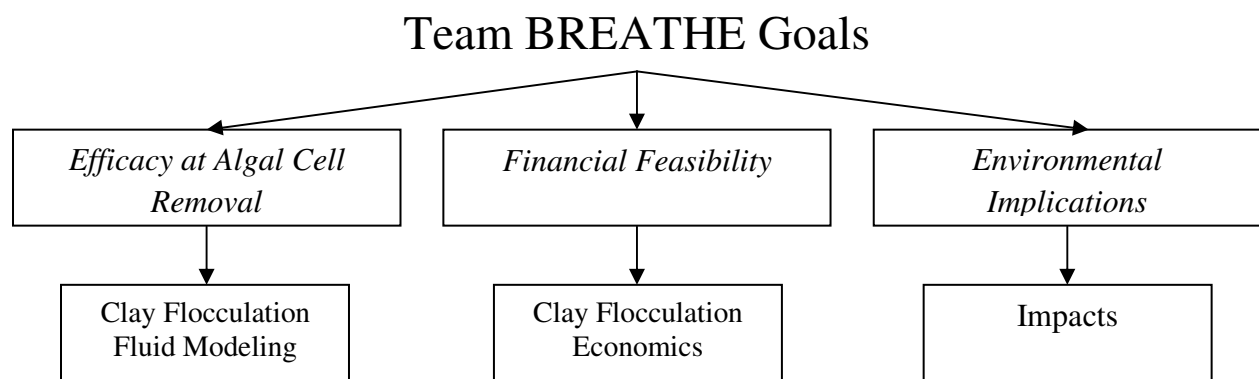 Team BREATHE Goals
Efficacy at Algal Cell
Removal
Financial Feasibility
Environmental
Implications
Clay Flocculation
Fluid Modeling
Clay Flocculation
Economics
Impacts